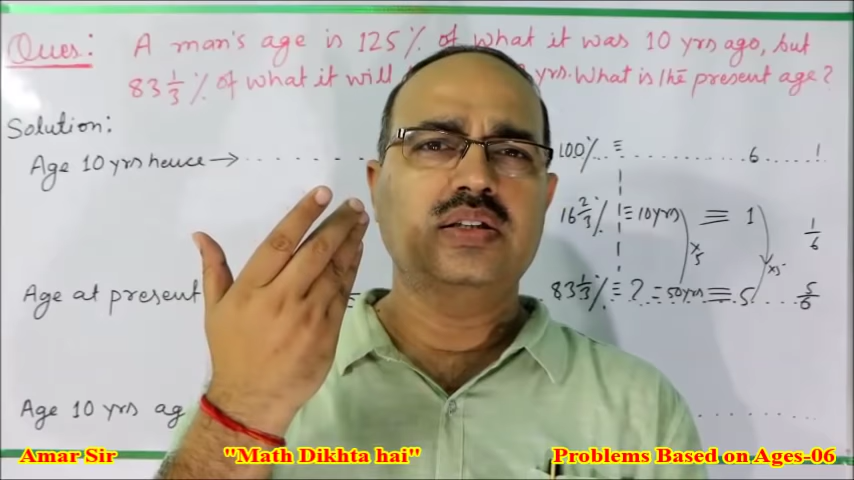 Ques: A man's age is 125% of what it was 10 yrs ago, but
83 1/3 % of what it will yrs. What is the present age?
Solution:
Age 10 yrs hence → 100% ≡ 6 1
16 2/3 % ≡ 10 yrs ≡ 1 1/6
×5 ×5
Age at present 83 1/3 % ≡ ? = 50 yrs ≡ 5 5/6
Age 10 yrs ag
Amar Sir "Math Dikhta hai" Problems Based on Ages-06